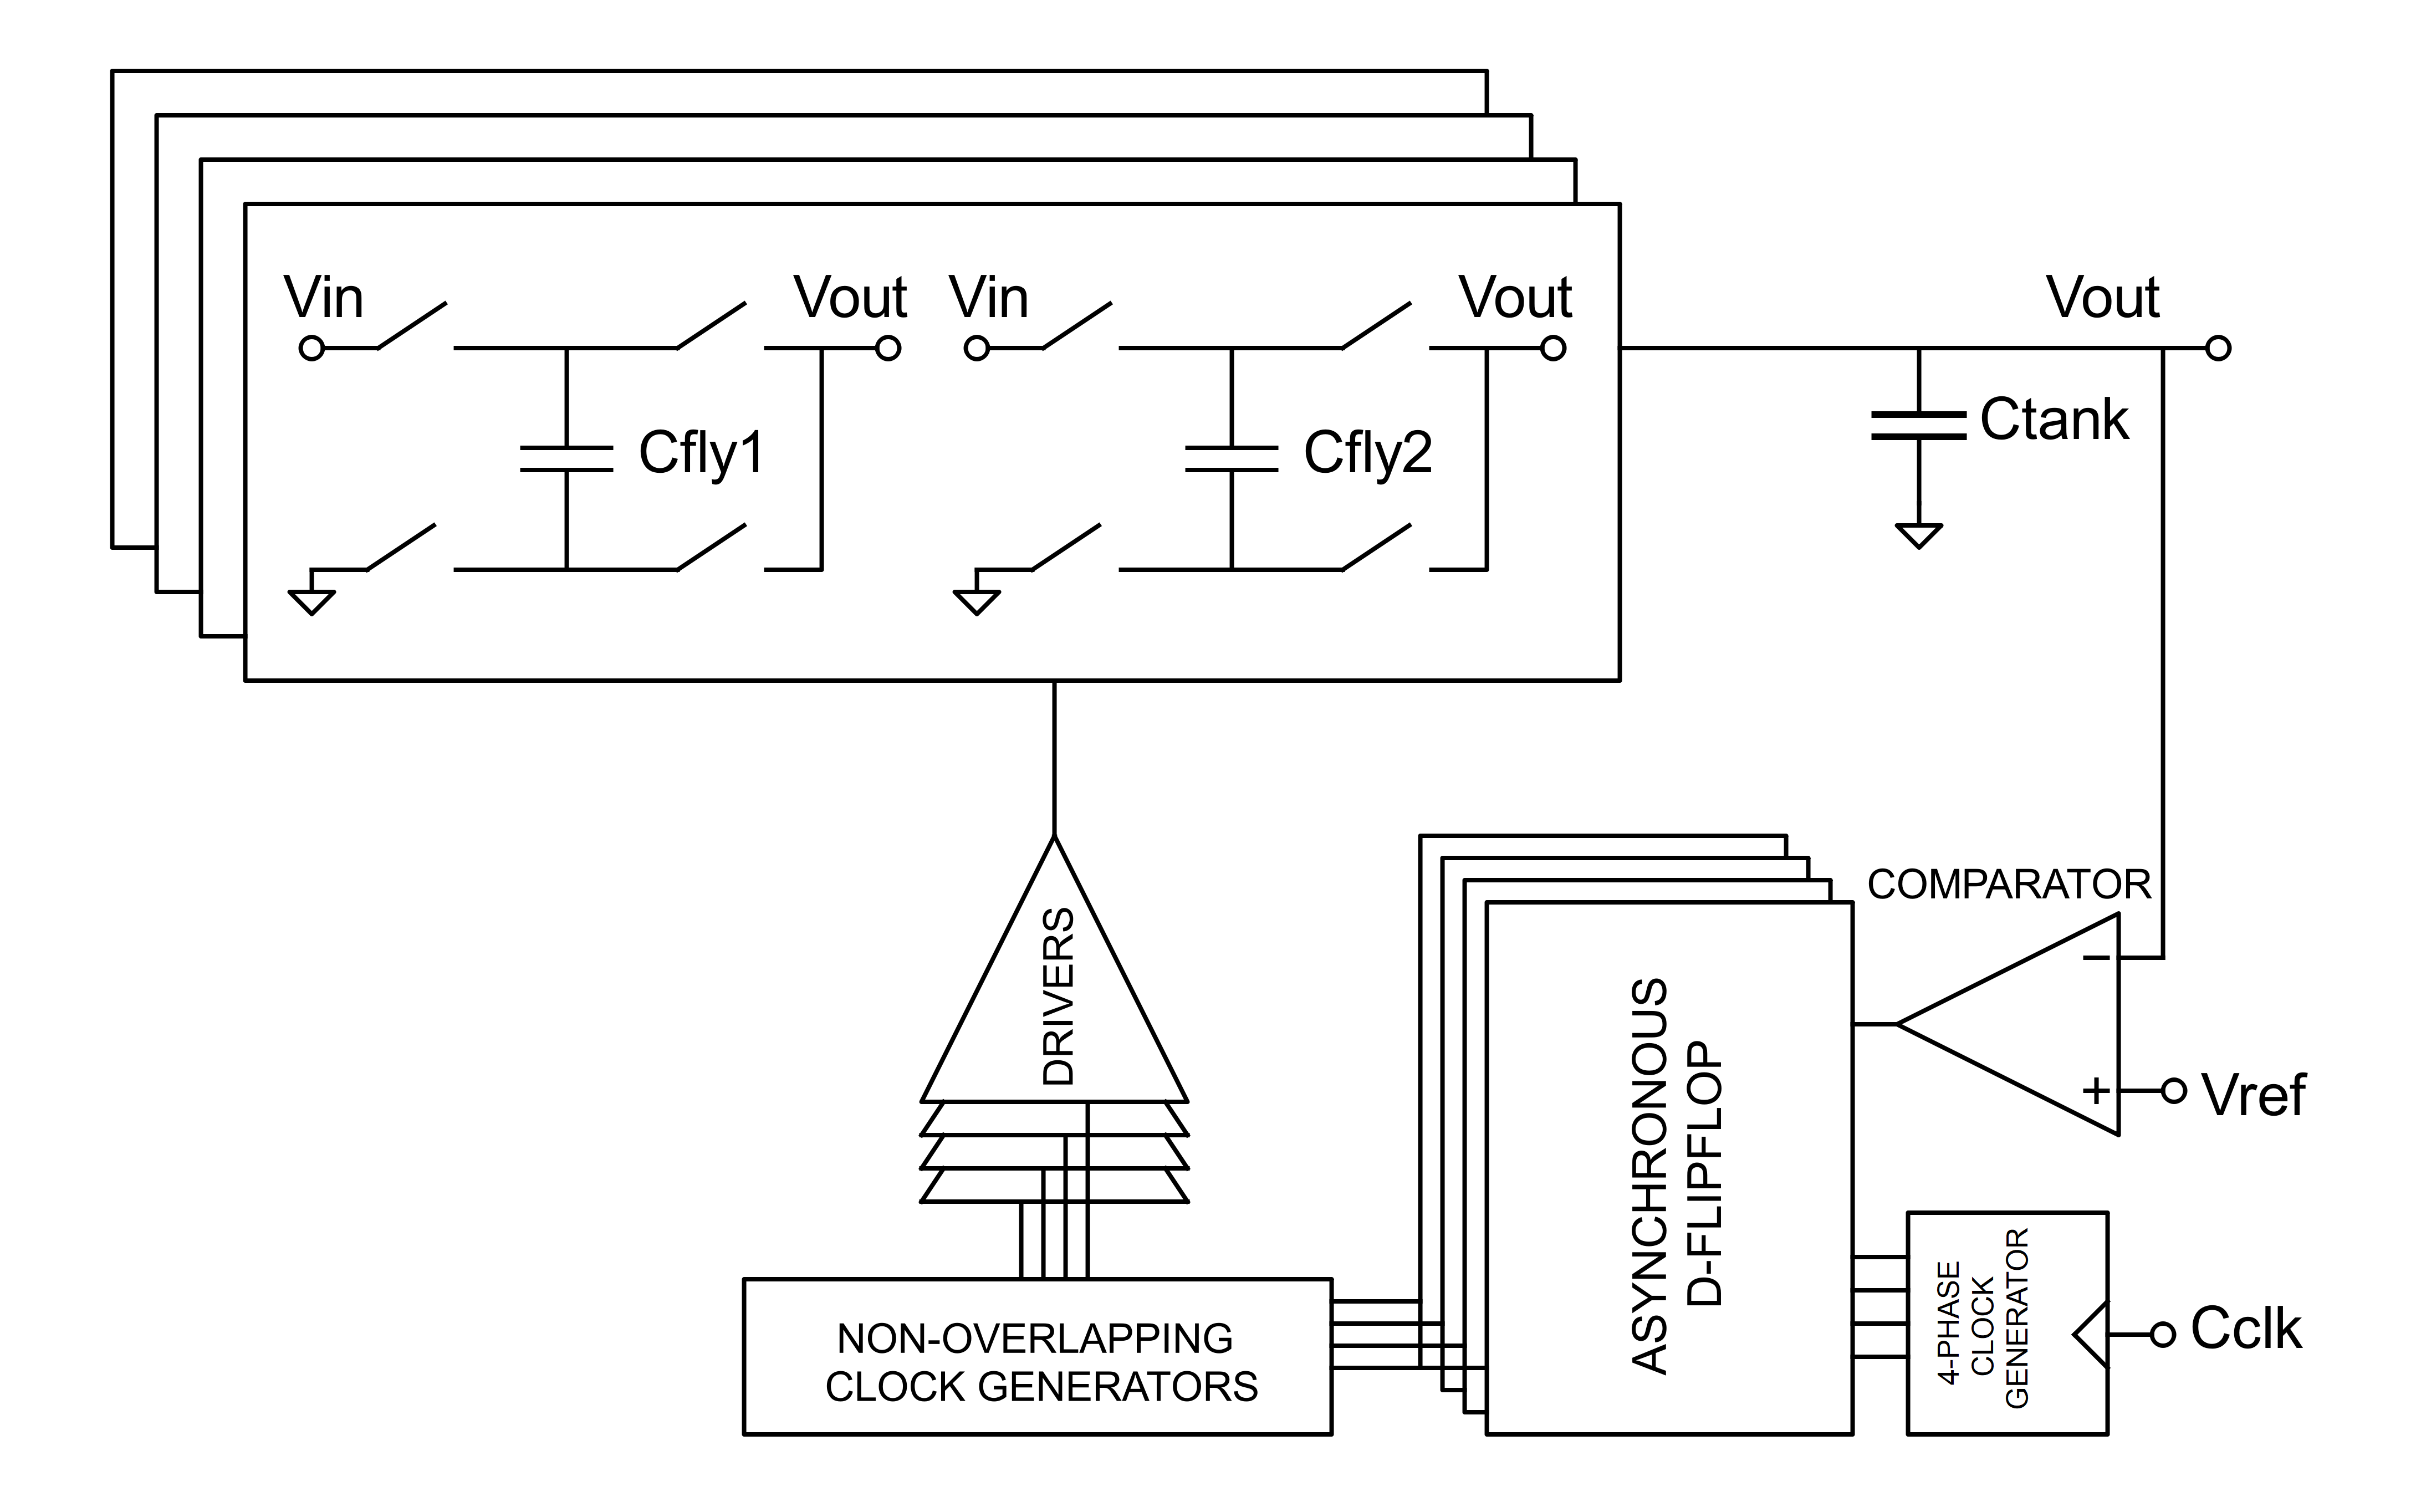 Vin
Vout
Vin
Vout
Vout
Cfly1
Cfly2
Ctank
COMPARATOR
−
+
Vref
DRIVERS
ASYNCHRONOUS
D-FLIPFLOP
4-PHASE
CLOCK
GENERATOR
Cclk
NON-OVERLAPPING
CLOCK GENERATORS